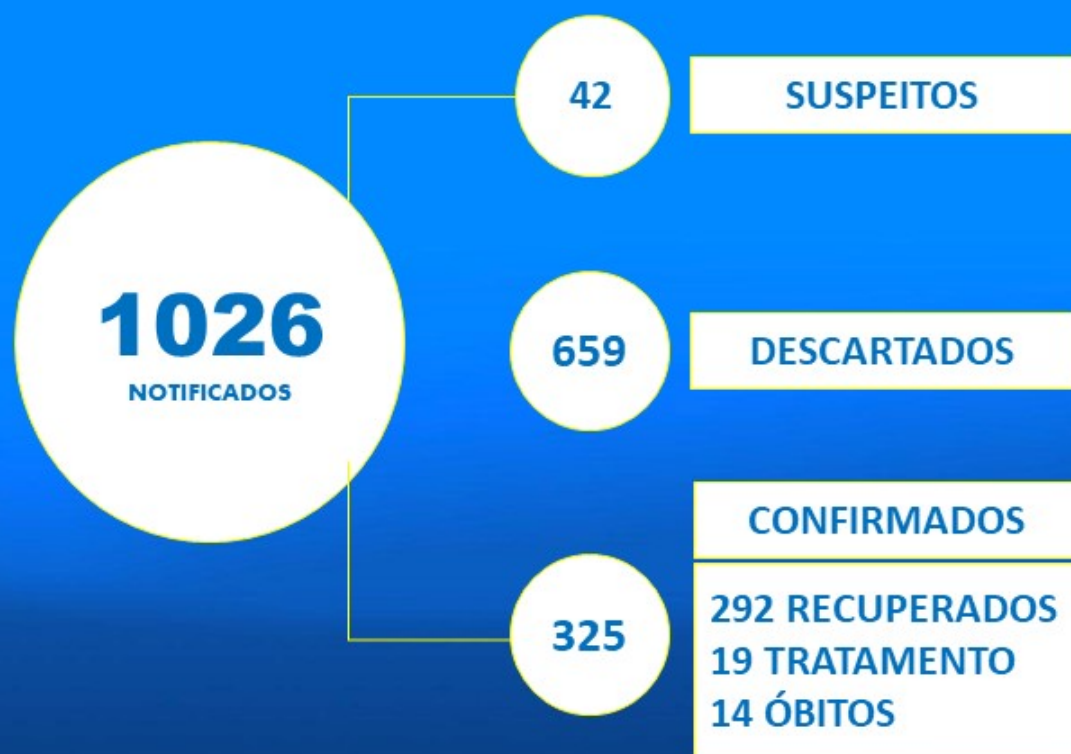 1026
NOTIFICADOS
42
SUSPEITOS
659
DESCARTADOS
325
CONFIRMADOS
292 RECUPERADOS
19 TRATAMENTO
14 ÓBITOS